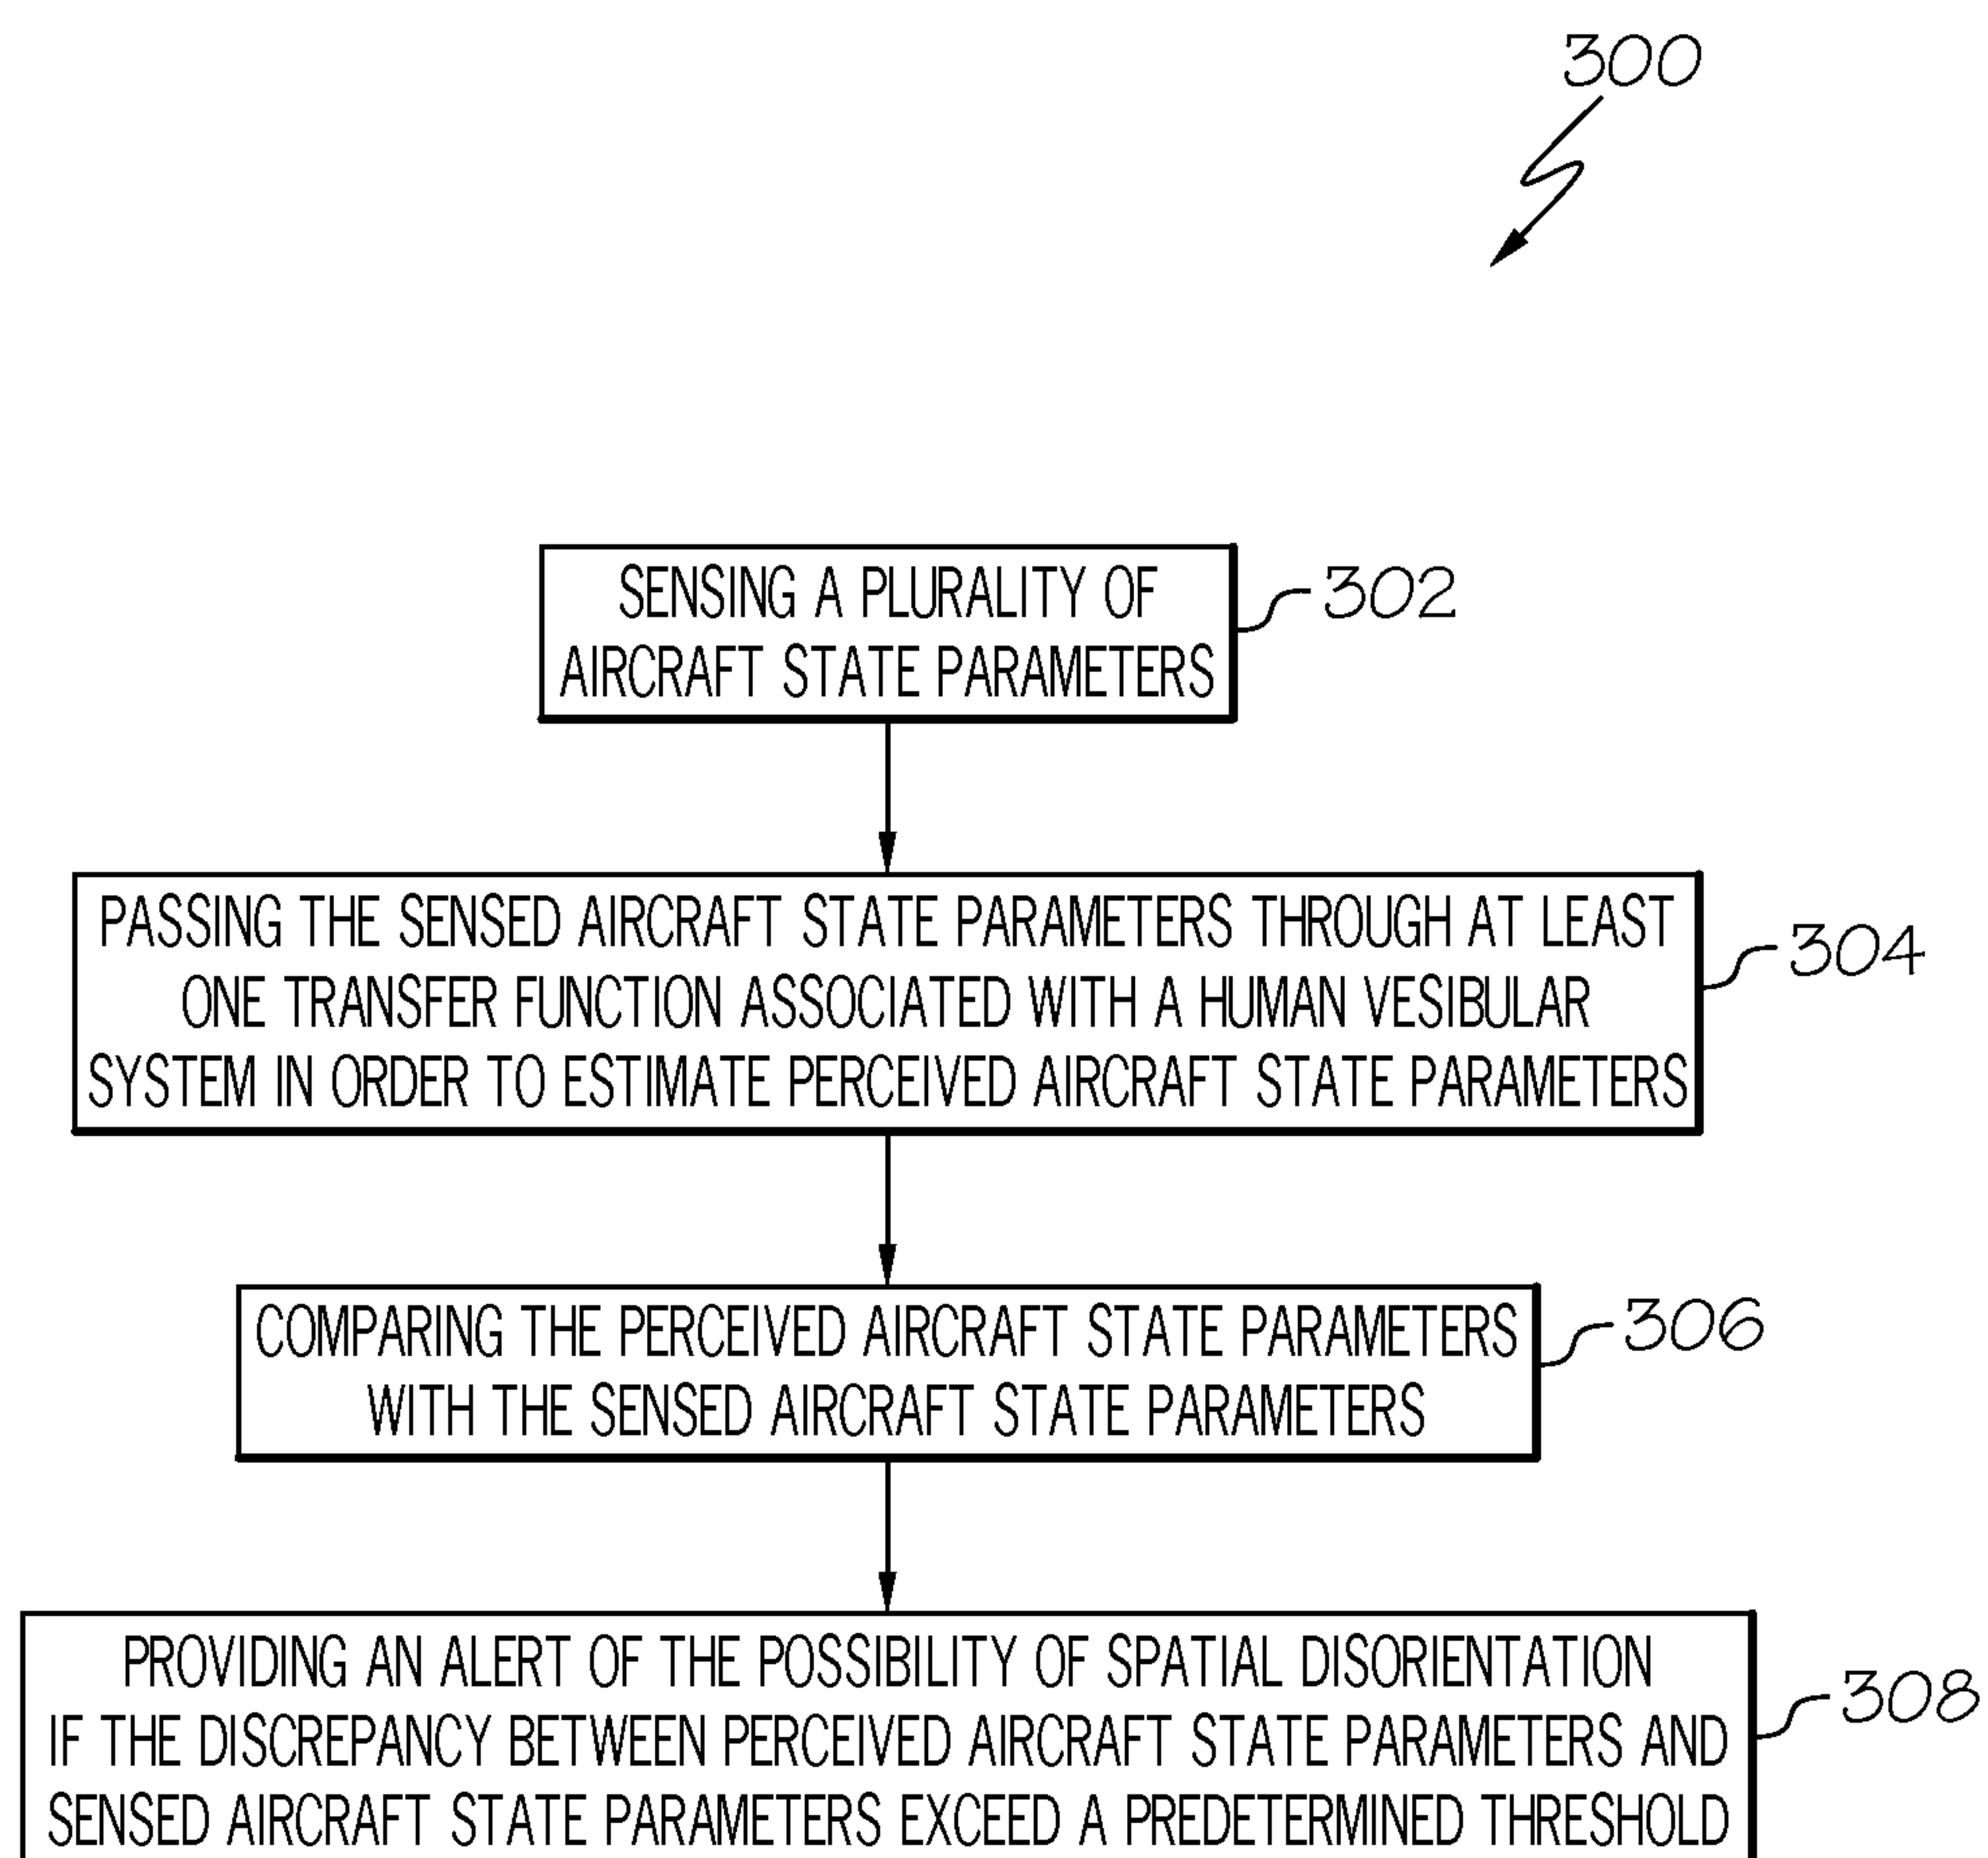 300
SENSING A PLURALITY OF
AIRCRAFT STATE PARAMETERS
302
PASSING THE SENSED AIRCRAFT STATE PARAMETERS THROUGH AT LEAST
ONE TRANSFER FUNCTION ASSOCIATED WITH A HUMAN VESIBULAR
SYSTEM IN ORDER TO ESTIMATE PERCEIVED AIRCRAFT STATE PARAMETERS
304
COMPARING THE PERCEIVED AIRCRAFT STATE PARAMETERS
WITH THE SENSED AIRCRAFT STATE PARAMETERS
306
PROVIDING AN ALERT OF THE POSSIBILITY OF SPATIAL DISORIENTATION
IF THE DISCREPANCY BETWEEN PERCEIVED AIRCRAFT STATE PARAMETERS AND
SENSED AIRCRAFT STATE PARAMETERS EXCEED A PREDETERMINED THRESHOLD
308